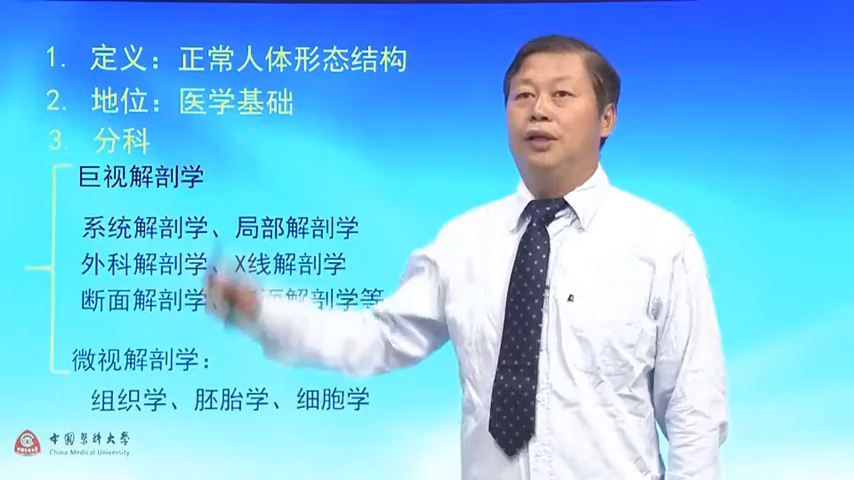 1. 定义：正常人体形态结构
2. 地位：医学基础
3. 分科
巨视解剖学
系统解剖学、局部解剖学
外科解剖学、X线解剖学
断面解剖学、 解剖学等
微视解剖学：
组织学、胚胎学、细胞学
中国医科大学
China Medical University